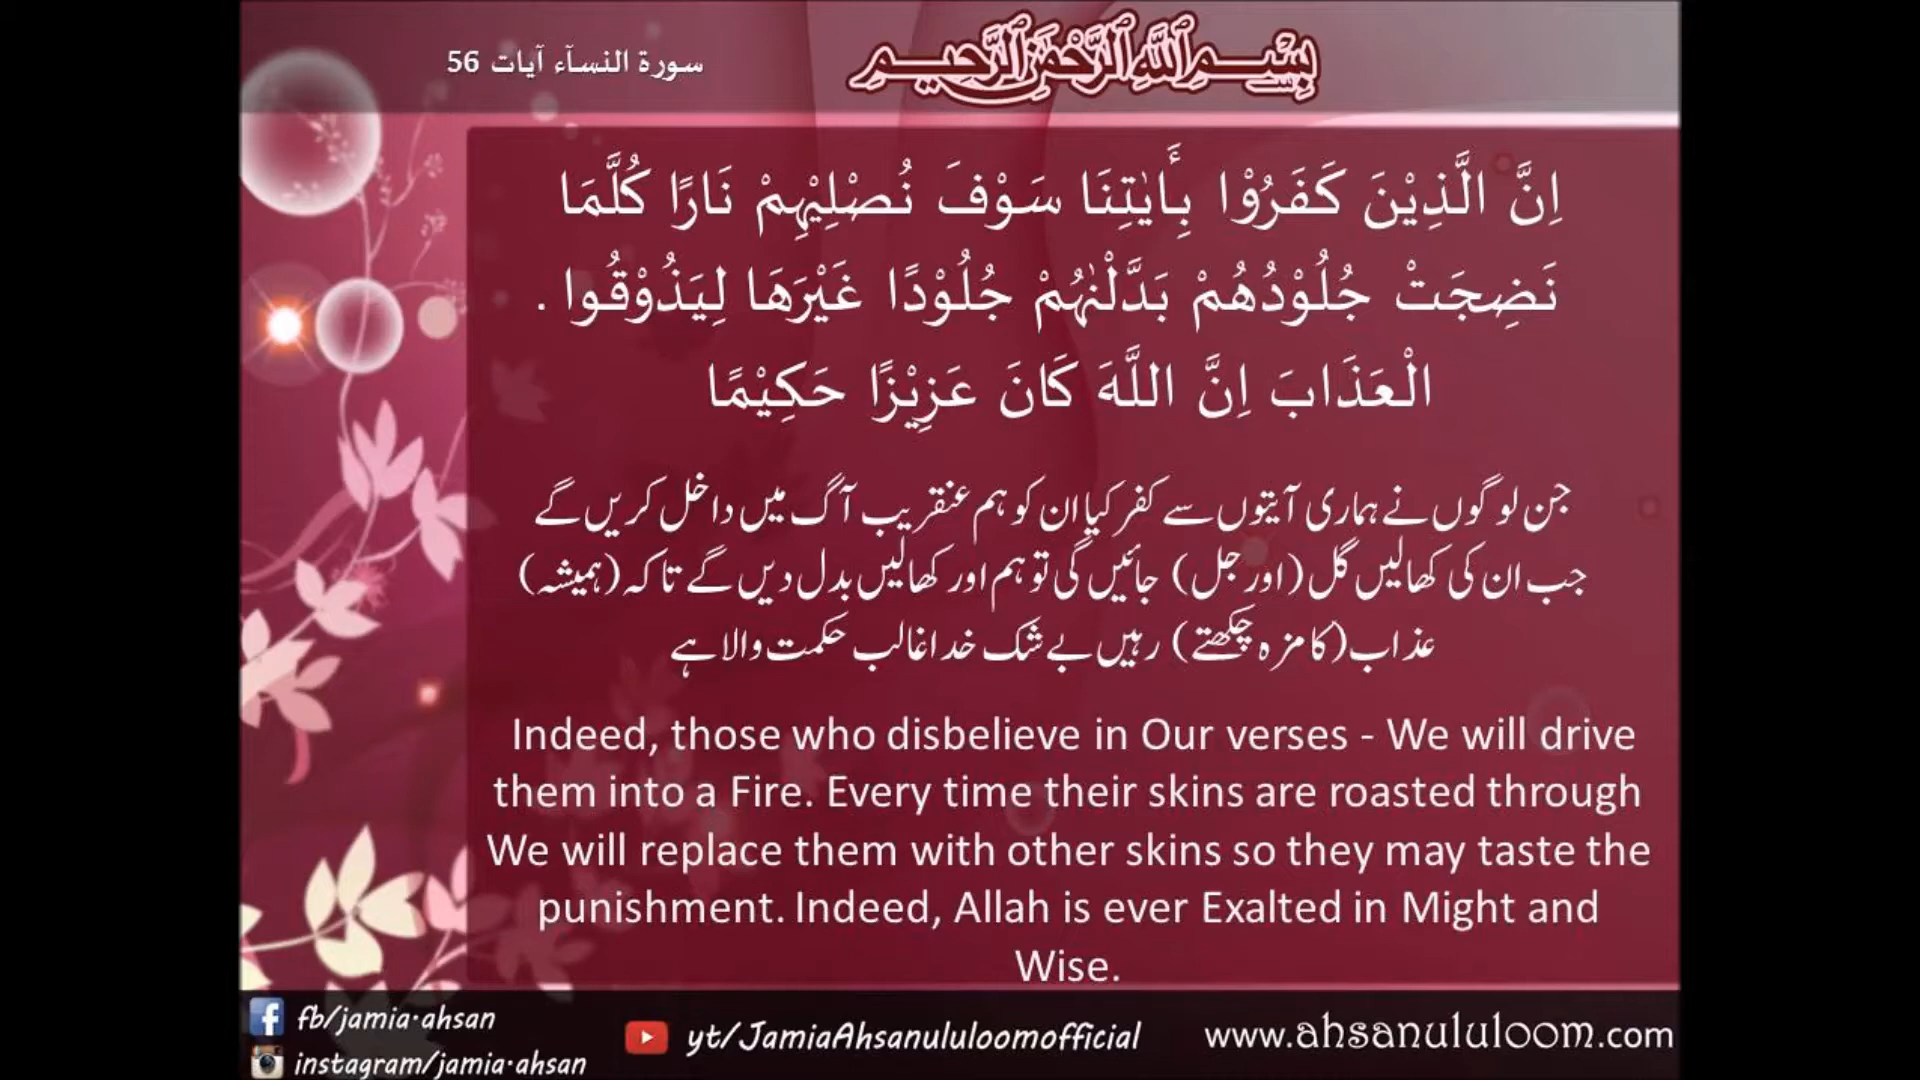 سورة النسآء آيات 56
بِسْمِ ٱللَّهِ ٱلرَّحْمَٰنِ ٱلرَّحِيمِ
اِنَّ الَّذِيْنَ كَفَرُوْا بِأَيٰتِنَا سَوْفَ نُصْلِيْهِمْ نَارًا كُلَّمَا
نَضِجَتْ جُلُوْدُهُمْ بَدَّلْنٰهُمْ جُلُوْدًا غَيْرَهَا لِيَذُوْقُوا .
الْعَذَابَ اِنَّ اللَّهَ كَانَ عَزِيْزًا حَكِيْمًا
جن لوگوں نے ہماری آیتوں سے کفر کیا ان کو ہم عنقریب آگ میں داخل کریں گے
جب ان کی کھالیں گل (اور جل) جائیں گی تو ہم اور کھالیں بدل دیں گے تاکہ (ہمیشہ)
عذاب (کا مزہ چکھتے) رہیں بے شک خدا غالب حکمت والا ہے
Indeed, those who disbelieve in Our verses - We will drive
them into a Fire. Every time their skins are roasted through
We will replace them with other skins so they may taste the
punishment. Indeed, Allah is ever Exalted in Might and
Wise.
fb/jamia.ahsan
instagram/jamia.ahsan
yt/JamiaAhsanululoomofficial
www.ahsanululoom.com